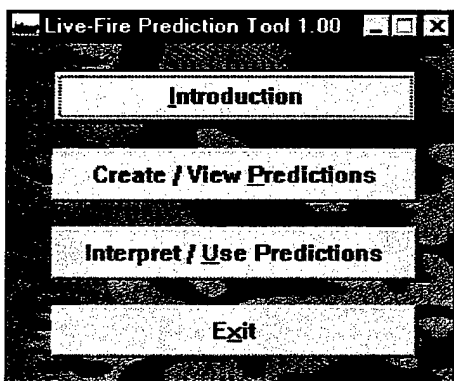 Live-Fire Prediction Tool 1.00
Introduction
Create / View Predictions
Interpret / Use Predictions
Exit